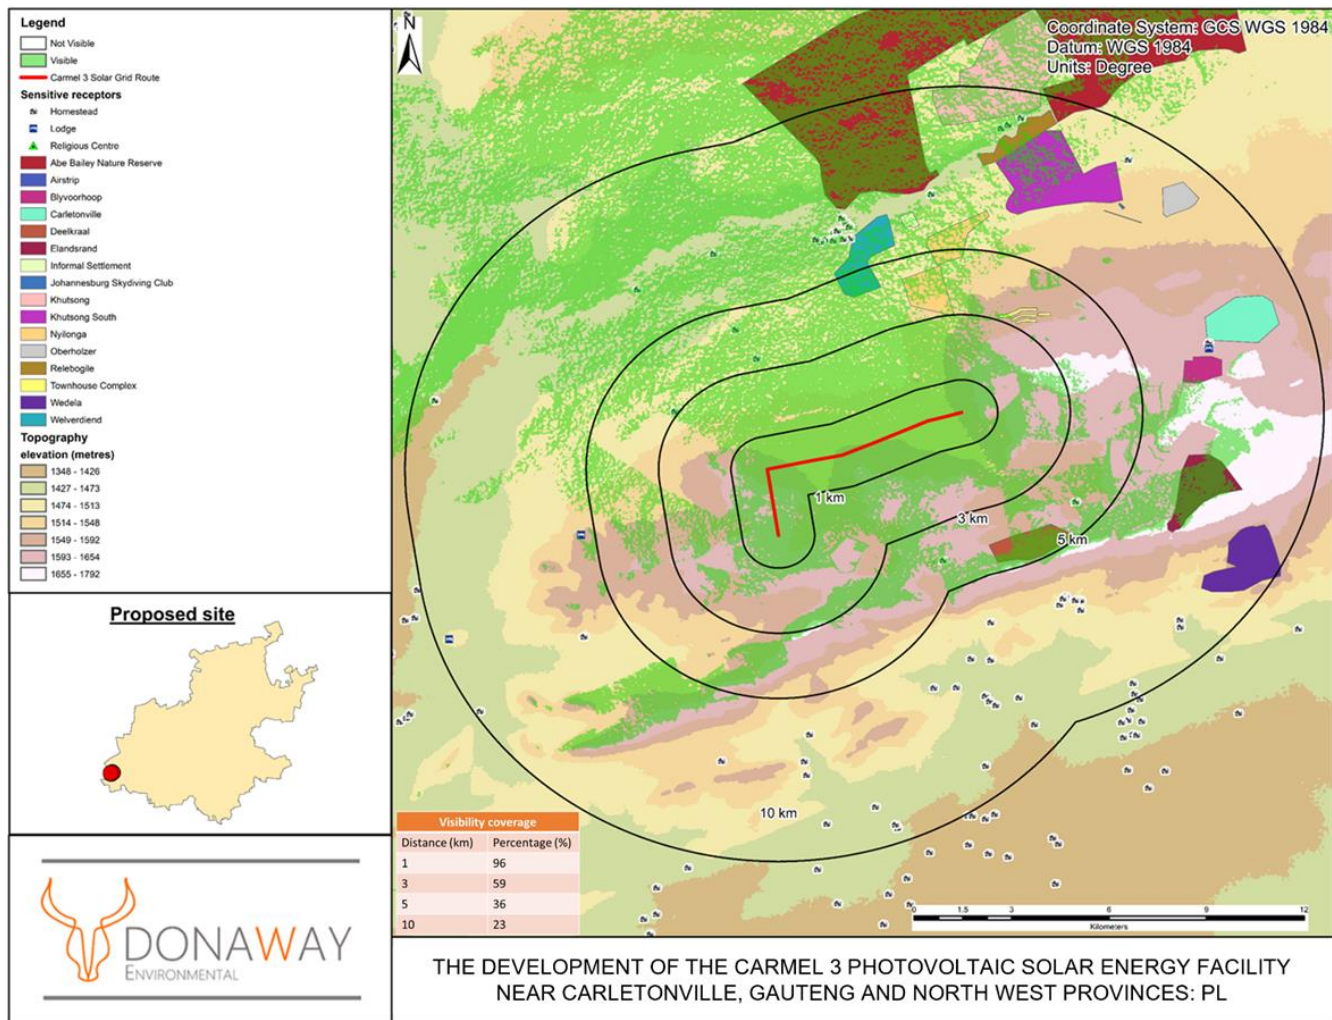 Legend
Not Visible
Visible
Carmel 3 Solar Grid Route
Sensitive receptors
Homestead
Lodge
Religious Centre
Abe Bailey Nature Reserve
Airstrip
Blyvoorhoop
Carletonville
Deelkraal
Elandsrand
Informal Settlement
Johannesburg Skydiving Club
Khutsong
Khutsong South
Nyilonga
Oberholzer
Relebogile
Townhouse Complex
Wedela
Welverdiend
Topography
elevation (metres)
1348 - 1426
1427 - 1473
1474 - 1513
1514 - 1548
1549 - 1592
1593 - 1654
1655 - 1792
Proposed site
DONAWAY
ENVIRONMENTAL
N
Coordinate System: GCS WGS 1984
Datum: WGS 1984
Units: Degree
1 km
3 km
5 km
10 km
Visibility coverage
Distance (km) Percentage (%)
1 96
3 59
5 36
10 23
0 1.5 3 6 9 12
Kilometers
THE DEVELOPMENT OF THE CARMEL 3 PHOTOVOLTAIC SOLAR ENERGY FACILITY
NEAR CARLETONVILLE, GAUTENG AND NORTH WEST PROVINCES: PL